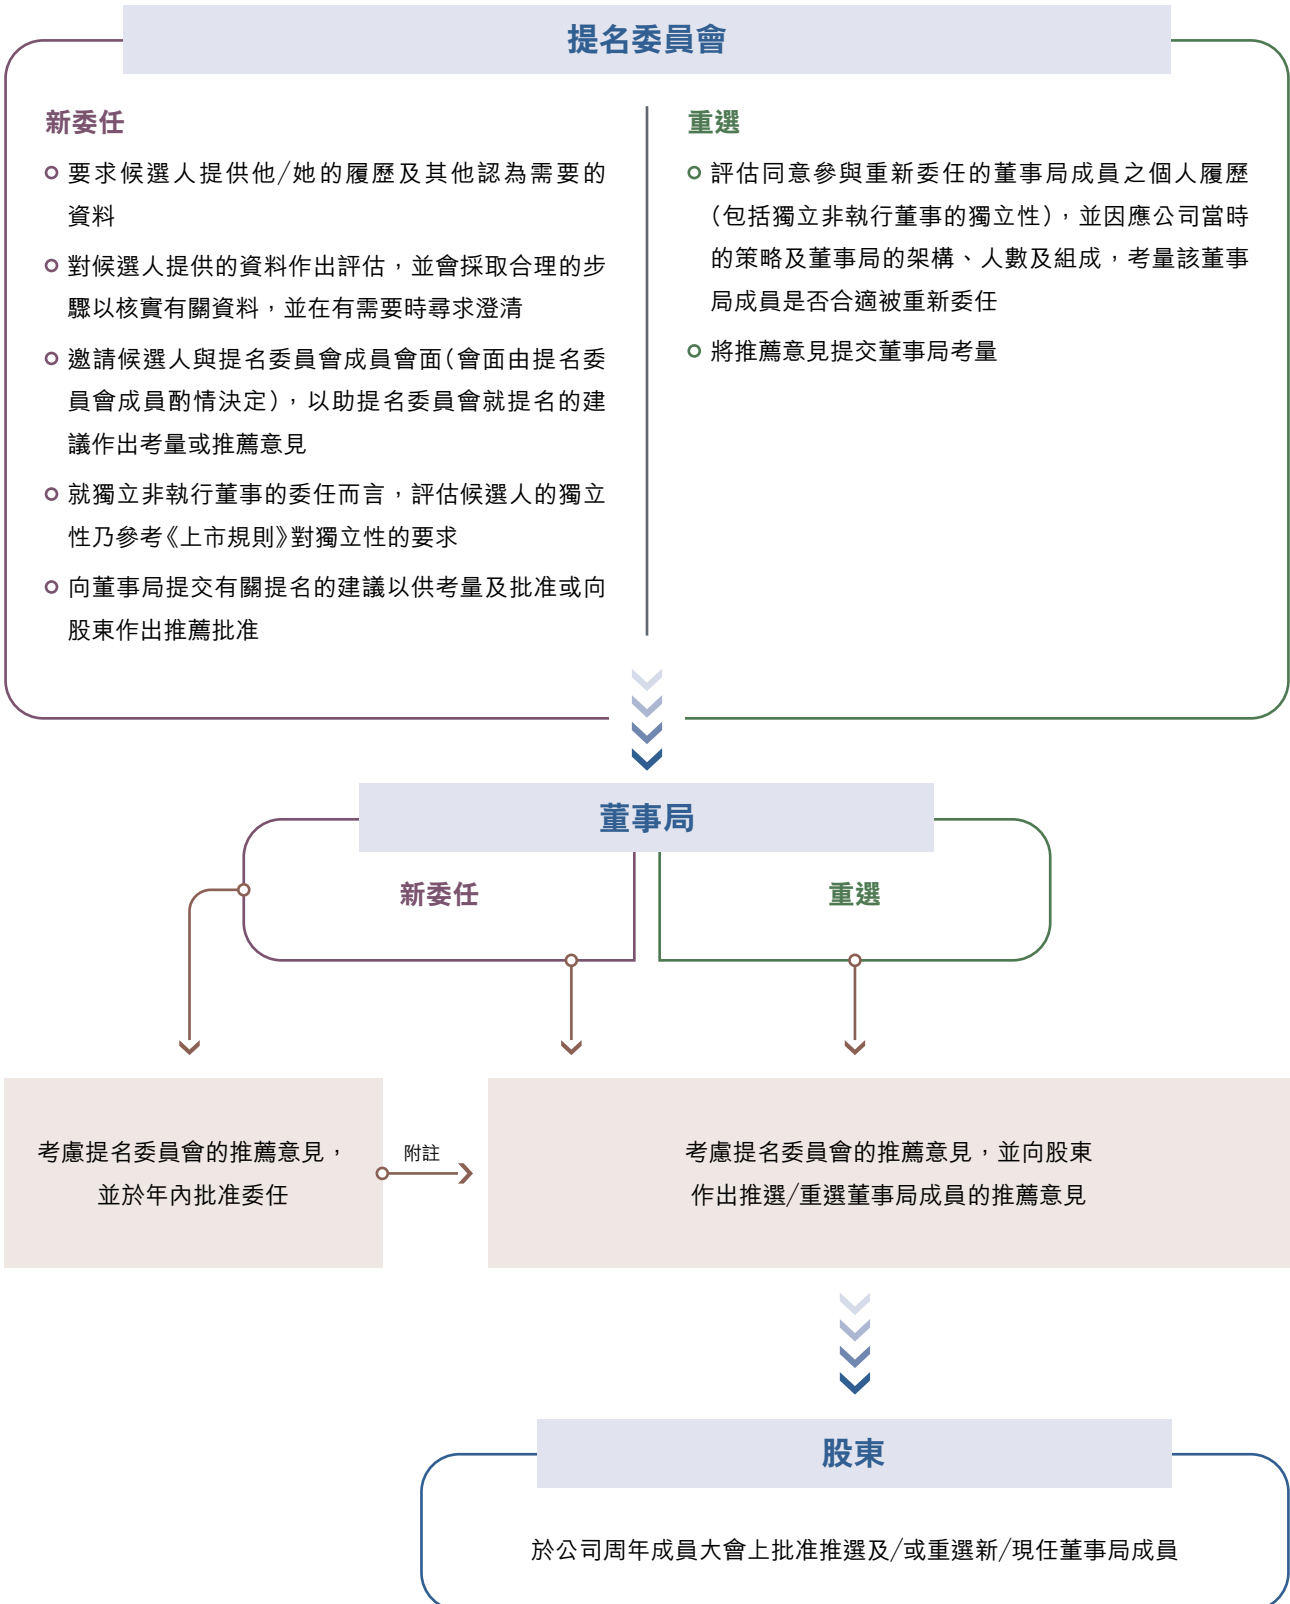 提名委員會
新委任
要求候選人提供他/她的履歷及其他認為需要的
資料
對候選人提供的資料作出評估，並會採取合理的步
驟以核實有關資料，並在有需要時尋求澄清
邀請候選人與提名委員會成員會面（會面由提名委
員會成員酌情決定），以助提名委員會就提名的建
議作出考量或推薦意見
就獨立非執行董事的委任而言，評估候選人的獨立
性乃參考《上市規則》對獨立性的要求
向董事局提交有關提名的建議以供考量及批准或向
股東作出推薦批准
重選
評估同意參與重新委任的董事局成員之個人履歷
（包括獨立非執行董事的獨立性），並因應公司當時
的策略及董事局的架構、人數及組成，考量該董事
局成員是否合適被重新委任
將推薦意見提交董事局考量
董事局
新委任
重選
考慮提名委員會的推薦意見，
並於年內批准委任
附註
考慮提名委員會的推薦意見，並向股東
作出推選/重選董事局成員的推薦意見
股東
於公司周年成員大會上批准推選及/或重選新/現任董事局成員